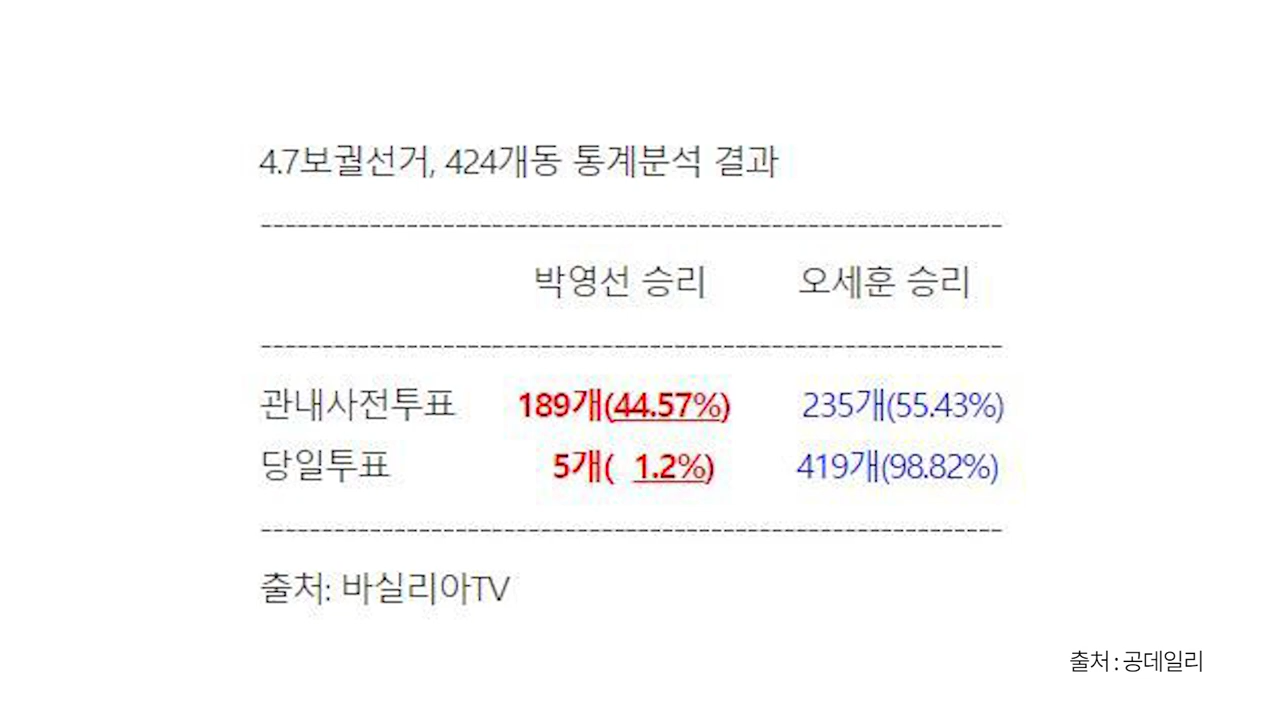 4.7보궐선거, 424개동 통계분석 결과
박영선 승리 오세훈 승리
관내사전투표 189개(44.57%) 235개(55.43%)
당일투표 5개( 1.2%) 419개(98.82%)
출처: 바실리아TV
출처 : 공데일리